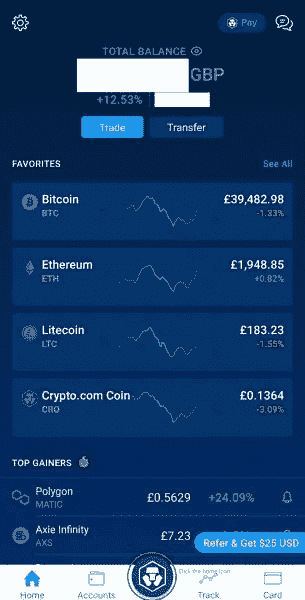 Pay
TOTAL BALANCE
GBP
+12.53%
Trade Transfer
FAVORITES See All
Bitcoin £39,482.98
BTC -1.33%
Ethereum £1,948.85
ETH +0.82%
Litecoin £183.23
LTC -1.55%
Crypto.com Coin £0.1364
CRO -3.09%
TOP GAINERS
Polygon £0.5629 +24.09%
MATIC
Axie Infinity £7.23
AXS
Refer & Get $25 USD
Click the home icon
Home Accounts Track Card